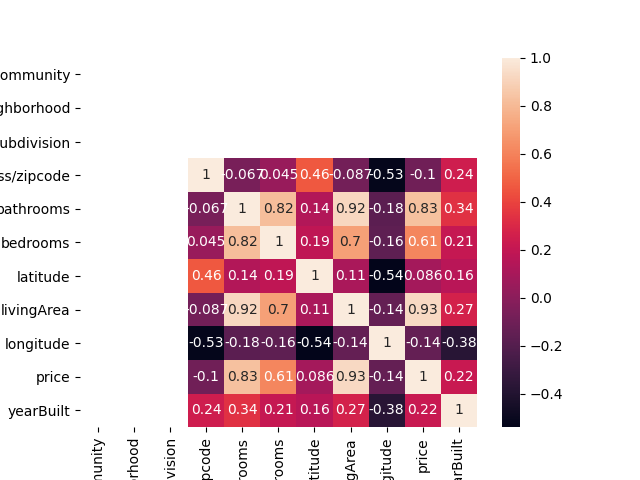 1.0
ommunity
ghborhood
0.8
ubdivision
0.6
ss/zipcode 1 -0.067 0.045 0.46 -0.087 -0.53 -0.1 0.24
bathrooms -0.067 1 0.82 0.14 0.92 -0.18 0.83 0.34
0.4
bedrooms 0.045 0.82 1 0.19 0.7 -0.16 0.61 0.21
0.2
latitude 0.46 0.14 0.19 1 0.11 -0.54 0.086 0.16
0.0
livingArea -0.087 0.92 0.7 0.11 1 -0.14 0.93 0.27
longitude -0.53 -0.18 -0.16 -0.54 -0.14 1 -0.14 -0.38
−0.2
price -0.1 0.83 0.61 0.086 0.93 -0.14 1 0.22
−0.4
yearBuilt 0.24 0.34 0.21 0.16 0.27 -0.38 0.22 1
munity
orhood
vision
pcode
rooms
rooms
titude
gArea
gitude
price
arBuilt